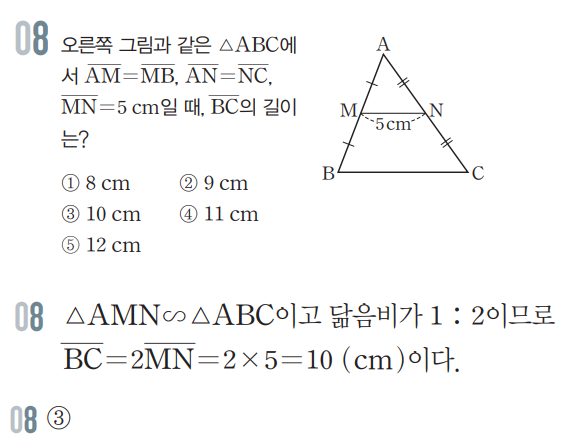 08 오른쪽 그림과 같은 △ABC에
서 AM=MB, AN=NC,
MN=5 cm일 때, BC의 길이
는?
① 8 cm ② 9 cm
③ 10 cm ④ 11 cm
⑤ 12 cm
A
M N
5cm
B C
08 △AMN∽△ABC이고 닮음비가 1 : 2이므로
BC=2MN=2×5=10 (cm)이다.
08 ③